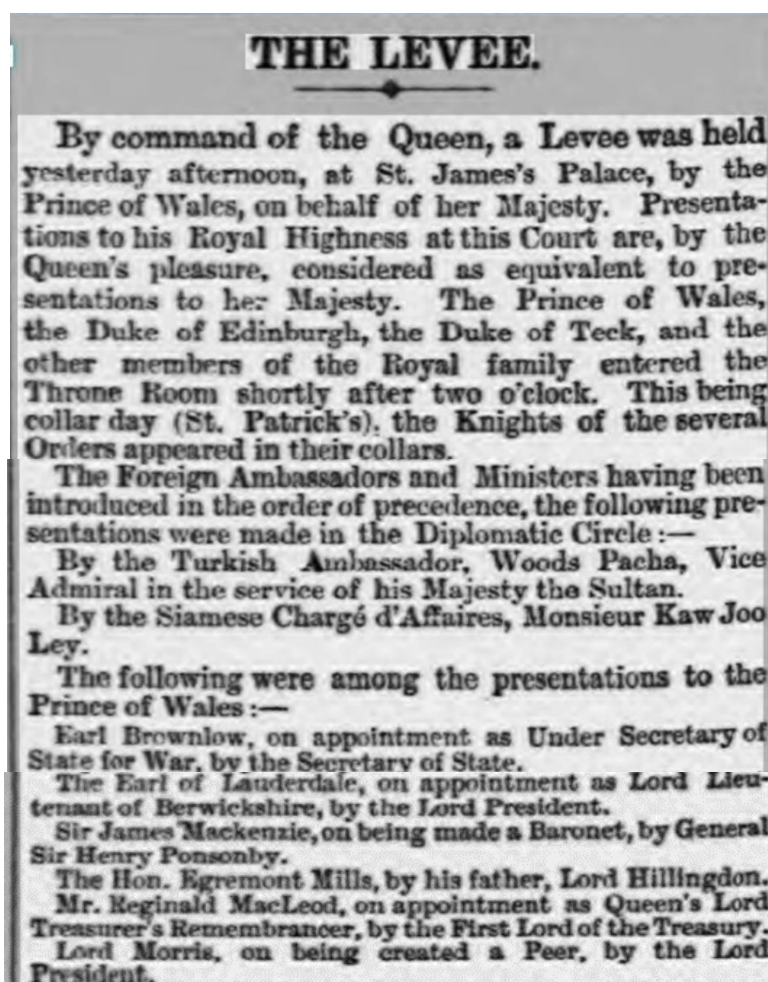 THE LEVEE.
By command of the Queen, a Levee was held
yesterday afternoon, at St. James's Palace, by the
Prince of Wales, on behalf of her Majesty. Presenta-
tions to his Royal Highness at this Court are, by the
Queen's pleasure, considered as equivalent to pre-
sentations to her Majesty. The Prince of Wales,
the Duke of Edinburgh, the Duke of Teck, and the
other members of the Royal family entered the
Throne Room shortly after two o'clock. This being
collar day (St. Patrick's), the Knights of the several
Orders appeared in their collars.
The Foreign Ambassadors and Ministers having been
introduced in the order of precedence, the following pre-
sentations were made in the Diplomatic Circle :—
By the Turkish Ambassador, Woods Pacha, Vice
Admiral in the service of his Majesty the Sultan.
By the Siamese Chargé d'Affaires, Monsieur Kaw Joo
Ley.
The following were among the presentations to the
Prince of Wales :—
Earl Brownlow, on appointment as Under Secretary of
State for War, by the Secretary of State.
The Earl of Lauderdale, on appointment as Lord Lieu-
tenant of Berwickshire, by the Lord President.
Sir James Mackenzie, on being made a Baronet, by General
Sir Henry Ponsonby.
The Hon. Egremont Mills, by his father, Lord Hillingdon.
Mr. Reginald MacLeod, on appointment as Queen's Lord
Treasurer's Remembrancer, by the First Lord of the Treasury.
Lord Morris, on being created a Peer, by the Lord
President.